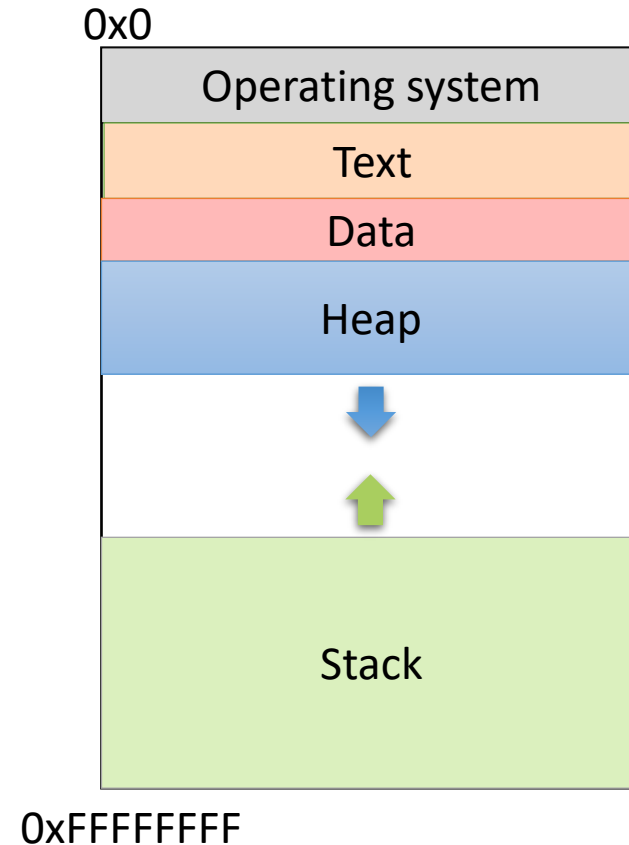 0x0
Operating system
Text
Data
Heap
Stack
0xFFFFFFFF